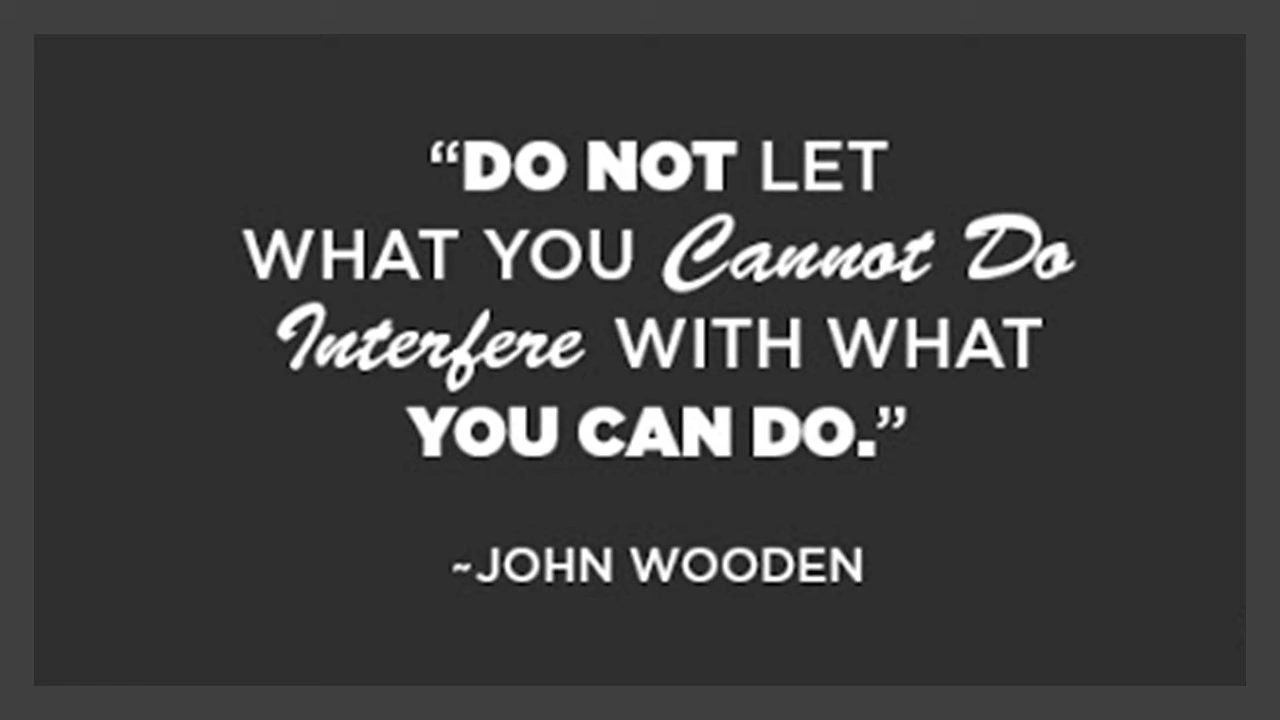 “DO NOT LET
WHAT YOU Cannot Do
Interfere WITH WHAT
YOU CAN DO.”
~JOHN WOODEN